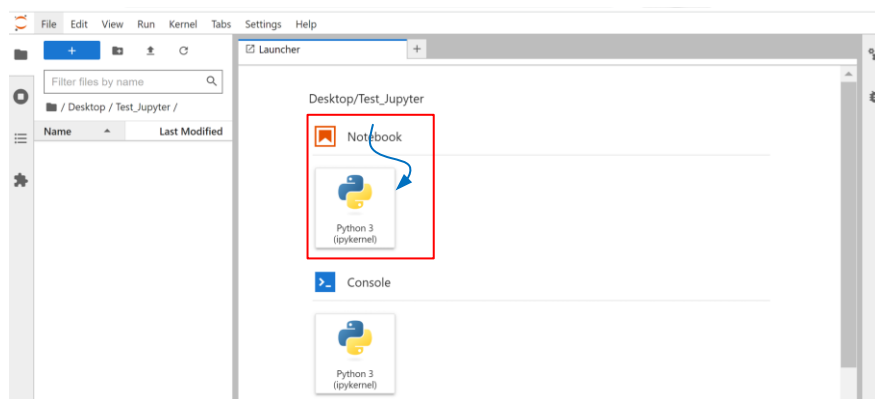 File Edit View Run Kernel Tabs Settings Help
+
Launcher
+
Filter files by name
/ Desktop / Test_Jupyter /
Name
Last Modified
Desktop/Test_Jupyter
Notebook
Python 3
(ipykernel)
Console
Python 3
(ipykernel)